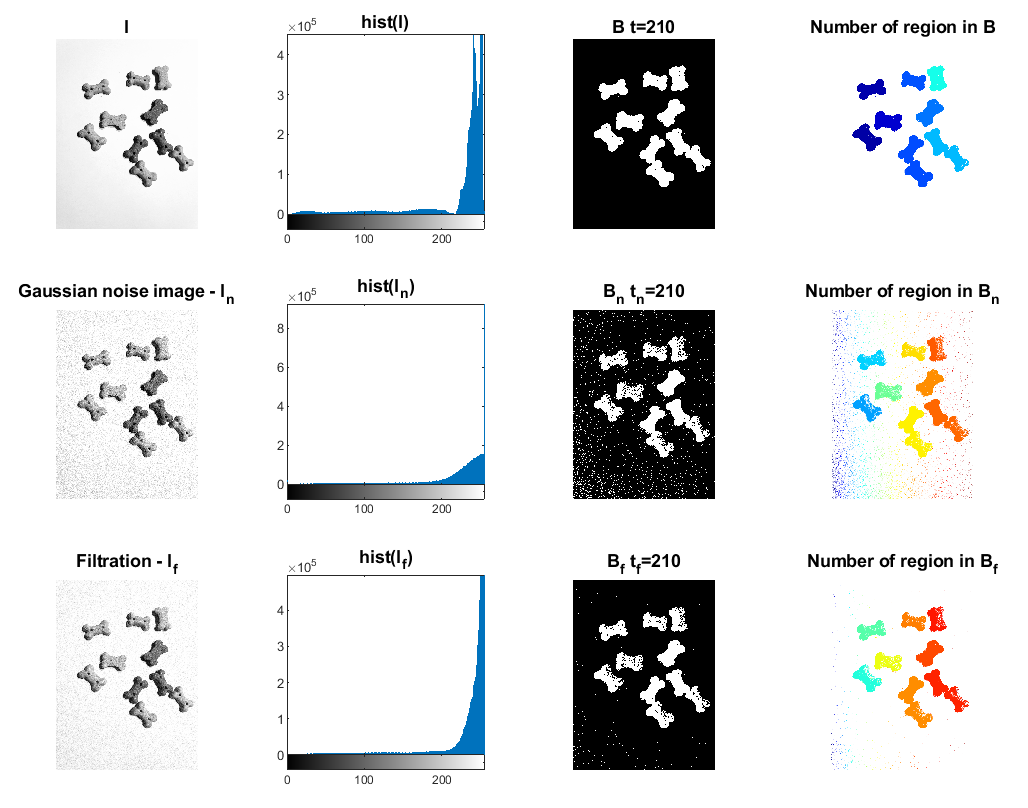 I
hist(I)
B t=210
Number of region in B
×10^5
4
3
2
1
0
0 100 200
Gaussian noise image - I_n
hist(I_n)
B_n t_n=210
Number of region in B_n
×10^5
8
6
4
2
0
0 100 200
Filtration - I_f
hist(I_f)
B_f t_f=210
Number of region in B_f
×10^5
4
3
2
1
0
0 100 200